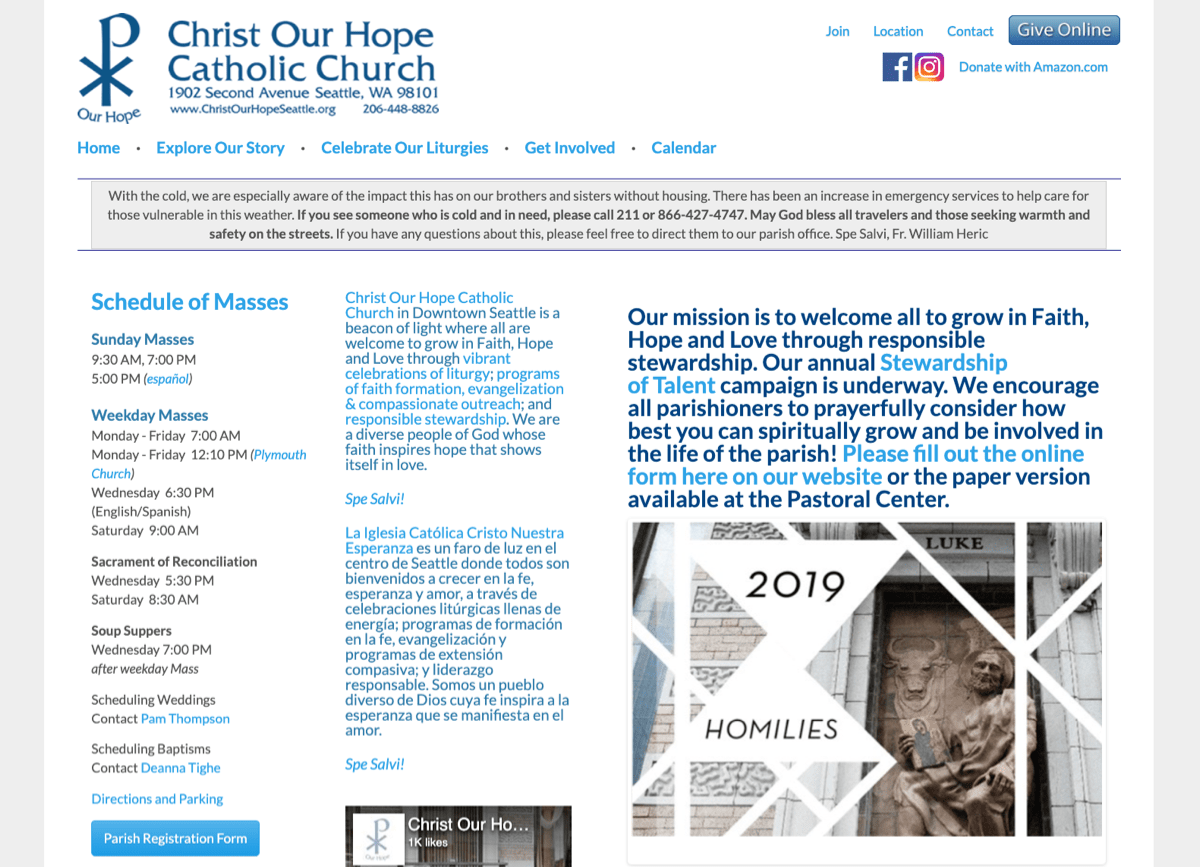 Our Hope
Christ Our Hope
Catholic Church
1902 Second Avenue Seattle, WA 98101
www.ChristOurHopeSeattle.org 206-448-8826
Join Location Contact Give Online
Donate with Amazon.com
Home • Explore Our Story • Celebrate Our Liturgies • Get Involved • Calendar
With the cold, we are especially aware of the impact this has on our brothers and sisters without housing. There has been an increase in emergency services to help care for
those vulnerable in this weather. If you see someone who is cold and in need, please call 211 or 866-427-4747. May God bless all travelers and those seeking warmth and
safety on the streets. If you have any questions about this, please feel free to direct them to our parish office. Spe Salvi, Fr. William Heric
Schedule of Masses
Sunday Masses
9:30 AM, 7:00 PM
5:00 PM (español)
Weekday Masses
Monday - Friday 7:00 AM
Monday - Friday 12:10 PM (Plymouth
Church)
Wednesday 6:30 PM
(English/Spanish)
Saturday 9:00 AM
Sacrament of Reconciliation
Wednesday 5:30 PM
Saturday 8:30 AM
Soup Suppers
Wednesday 7:00 PM
after weekday Mass
Scheduling Weddings
Contact Pam Thompson
Scheduling Baptisms
Contact Deanna Tighe
Directions and Parking
Parish Registration Form
Christ Our Hope Catholic
Church in Downtown Seattle is a
beacon of light where all are
welcome to grow in Faith, Hope
and Love through vibrant
celebrations of liturgy; programs
of faith formation, evangelization
& compassionate outreach; and
responsible stewardship. We are
a diverse people of God whose
faith inspires hope that shows
itself in love.
Spe Salvi!
La Iglesia Católica Cristo Nuestra
Esperanza es un faro de luz en el
centro de Seattle donde todos son
bienvenidos a crecer en la fe,
esperanza y amor, a través de
celebraciones litúrgicas llenas de
energía; programas de formación
en la fe, evangelización y
programas de extensión
compasiva; y liderazgo
responsable. Somos un pueblo
diverso de Dios cuya fe inspira a la
esperanza que se manifiesta en el
amor.
Spe Salvi!
Christ Our Ho...
1K likes
Our Hope
Our mission is to welcome all to grow in Faith,
Hope and Love through responsible
stewardship. Our annual Stewardship
of Talent campaign is underway. We encourage
all parishioners to prayerfully consider how
best you can spiritually grow and be involved in
the life of the parish! Please fill out the online
form here on our website or the paper version
available at the Pastoral Center.
LUKE
2019
HOMILIES